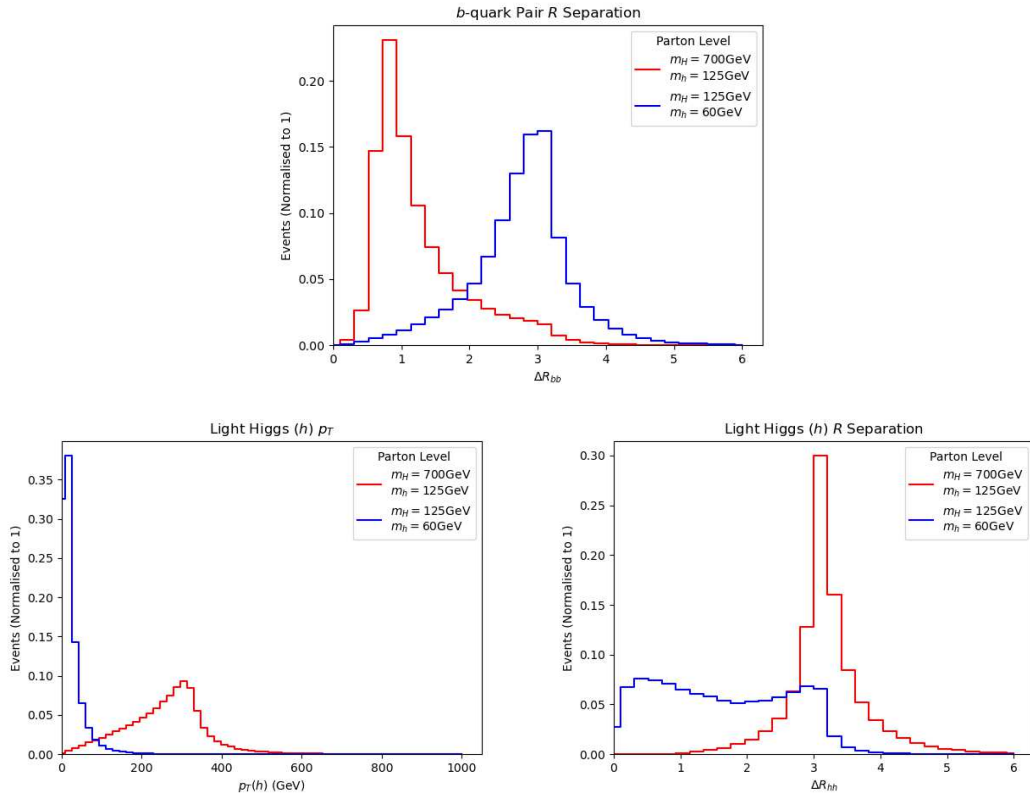 b-quark Pair R Separation
Events (Normalised to 1)
0.20
0.15
0.10
0.05
0.00
0 1 2 3 4 5 6
ΔR_bb
Parton Level
m_H = 700GeV
m_h = 125GeV
m_H = 125GeV
m_h = 60GeV
Light Higgs (h) p_T
Events (Normalised to 1)
0.35
0.30
0.25
0.20
0.15
0.10
0.05
0.00
0 200 400 600 800 1000
p_T(h) (GeV)
Parton Level
m_H = 700GeV
m_h = 125GeV
m_H = 125GeV
m_h = 60GeV
Light Higgs (h) R Separation
Events (Normalised to 1)
0.30
0.25
0.20
0.15
0.10
0.05
0.00
0 1 2 3 4 5 6
ΔR_hh
Parton Level
m_H = 700GeV
m_h = 125GeV
m_H = 125GeV
m_h = 60GeV